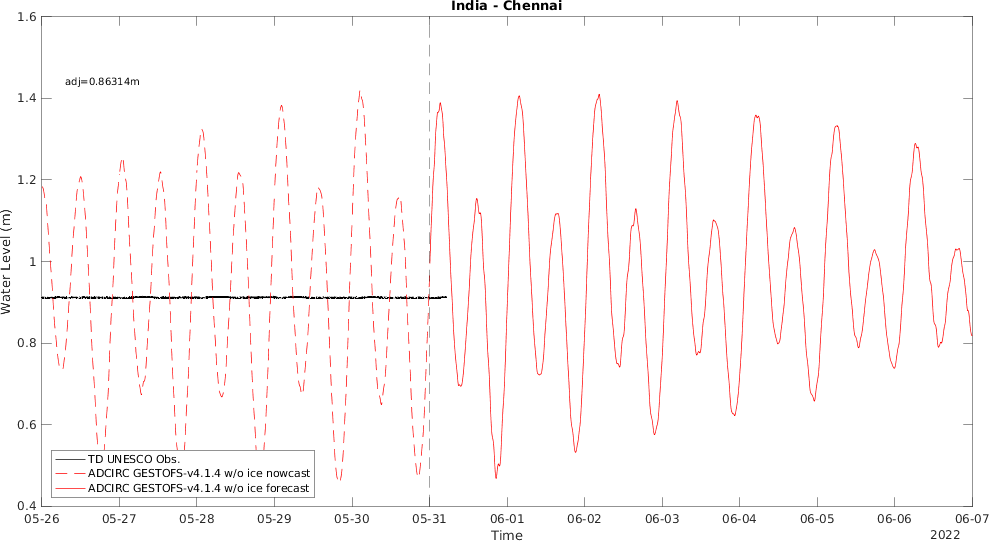 India - Chennai
1.6
1.4
1.2
1
0.8
0.6
0.4
Water Level (m)
adj=0.86314m
TD UNESCO Obs.
ADCIRC GESTOFS-v4.1.4 w/o ice nowcast
ADCIRC GESTOFS-v4.1.4 w/o ice forecast
05-26 05-27 05-28 05-29 05-30 05-31 06-01 06-02 06-03 06-04 06-05 06-06 06-07
Time
2022